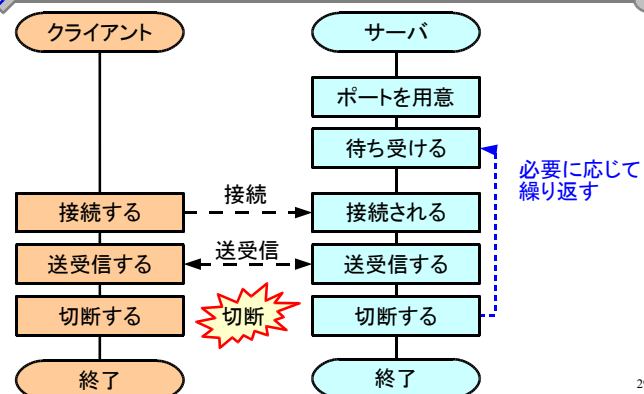 クライアント
サーバ
ポートを用意
待ち受ける
必要に応じて
繰り返す
接続する
接続
接続される
送受信する
送受信
送受信する
切断する
切断
切断する
終了
終了